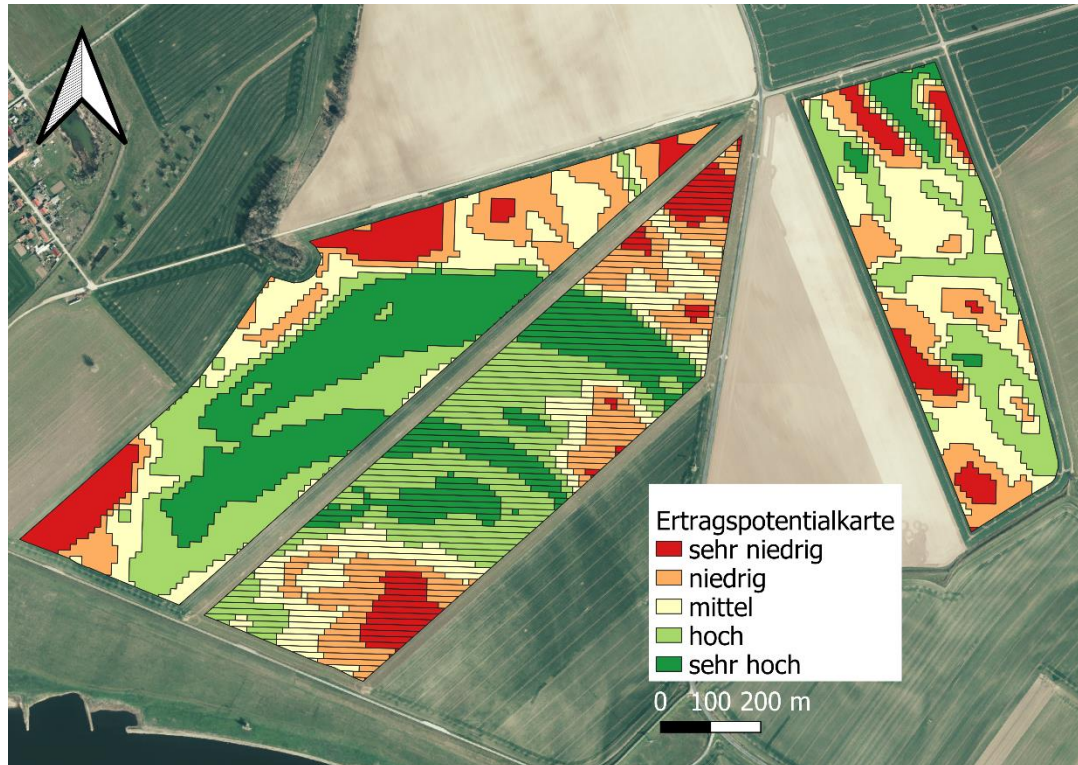 Ertragspotentialkarte
sehr niedrig
niedrig
mittel
hoch
sehr hoch
0 100 200 m